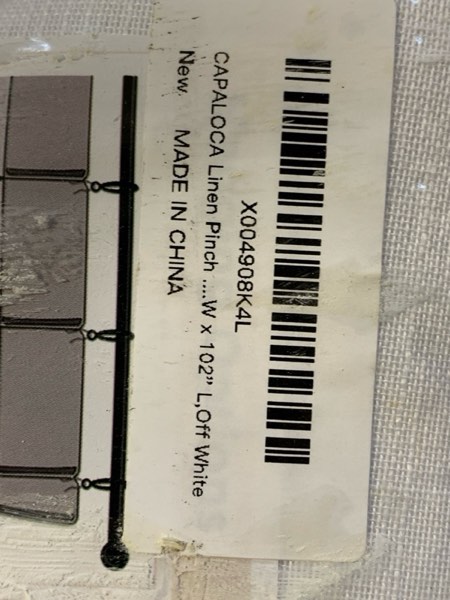 X004908K4L
CAPALOCA Linen Pinch ....W x 102" L,Off White
New MADE IN CHINA